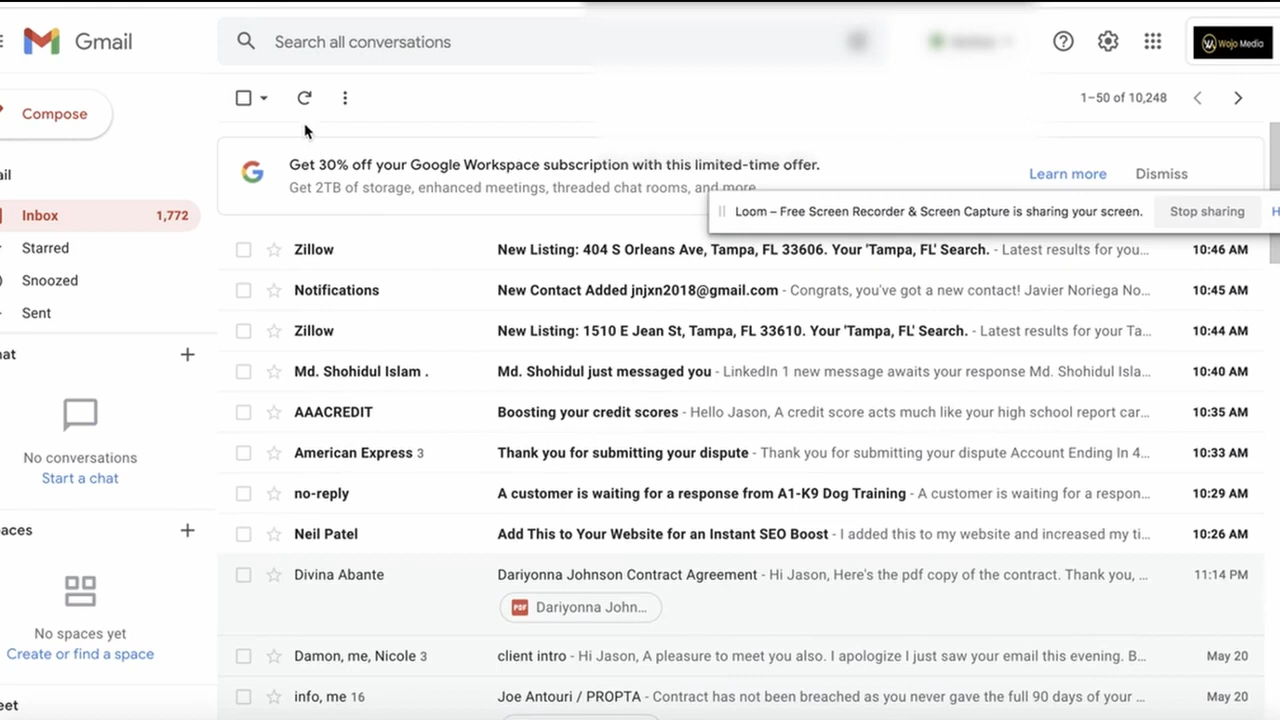 Gmail
Search all conversations
Wojo Media
Compose
1–50 of 10,248
ail
Get 30% off your Google Workspace subscription with this limited-time offer.
Get 2TB of storage, enhanced meetings, threaded chat rooms, and more
Learn more Dismiss
Loom – Free Screen Recorder & Screen Capture is sharing your screen. Stop sharing H
Inbox 1,772
Starred
Snoozed
Sent
Zillow New Listing: 404 S Orleans Ave, Tampa, FL 33606. Your 'Tampa, FL' Search. - Latest results for you... 10:46 AM
Notifications New Contact Added jnjxn2018@gmail.com - Congrats, you've got a new contact! Javier Noriega No... 10:45 AM
Zillow New Listing: 1510 E Jean St, Tampa, FL 33610. Your 'Tampa, FL' Search. - Latest results for your Ta... 10:44 AM
Md. Shohidul Islam . Md. Shohidul just messaged you - LinkedIn 1 new message awaits your response Md. Shohidul Isla... 10:40 AM
AAACREDIT Boosting your credit scores - Hello Jason, A credit score acts much like your high school report car... 10:35 AM
American Express 3 Thank you for submitting your dispute - Thank you for submitting your dispute Account Ending In 4... 10:33 AM
no-reply A customer is waiting for a response from A1-K9 Dog Training - A customer is waiting for a respon... 10:29 AM
Neil Patel Add This to Your Website for an Instant SEO Boost - I added this to my website and increased my ti... 10:26 AM
Divina Abante Dariyonna Johnson Contract Agreement - Hi Jason, Here's the pdf copy of the contract. Thank you, ... 11:14 PM
PDF Dariyonna John...
Damon, me, Nicole 3 client intro - Hi Jason, A pleasure to meet you also. I apologize I just saw your email this evening. B... May 20
info, me 16 Joe Antouri / PROPTA - Contract has not been breached as you never gave the full 90 days of your ... May 20
hat
No conversations
Start a chat
paces
No spaces yet
Create or find a space
eet